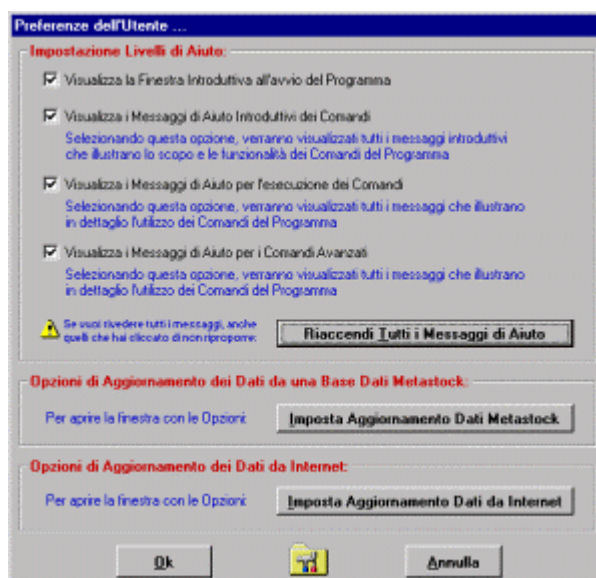 Preferenze dell'Utente ...
Impostazione Livelli di Aiuto:
Visualizza la Finestra Introduttiva all'avvio del Programma
Visualizza i Messaggi di Aiuto Introduttivi dei Comandi
Selezionando questa opzione, verranno visualizzati tutti i messaggi introduttivi
che illustrano lo scopo e le funzionalità dei Comandi del Programma
Visualizza i Messaggi di Aiuto per l'esecuzione dei Comandi
Selezionando questa opzione, verranno visualizzati tutti i messaggi che illustrano
in dettaglio l'utilizzo dei Comandi del Programma
Visualizza i Messaggi di Aiuto per i Comandi Avanzati
Selezionando questa opzione, verranno visualizzati tutti i messaggi che illustrano
in dettaglio l'utilizzo dei Comandi del Programma
Se vuoi rivedere tutti i messaggi, anche
quelli che hai cliccato di non riproporre:
Riaccendi Tutti i Messaggi di Aiuto
Opzioni di Aggiornamento dei Dati da una Base Dati Metastock:
Per aprire la finestra con le Opzioni:
Imposta Aggiornamento Dati Metastock
Opzioni di Aggiornamento dei Dati da Internet:
Per aprire la finestra con le Opzioni:
Imposta Aggiornamento Dati da Internet
Ok
Annulla